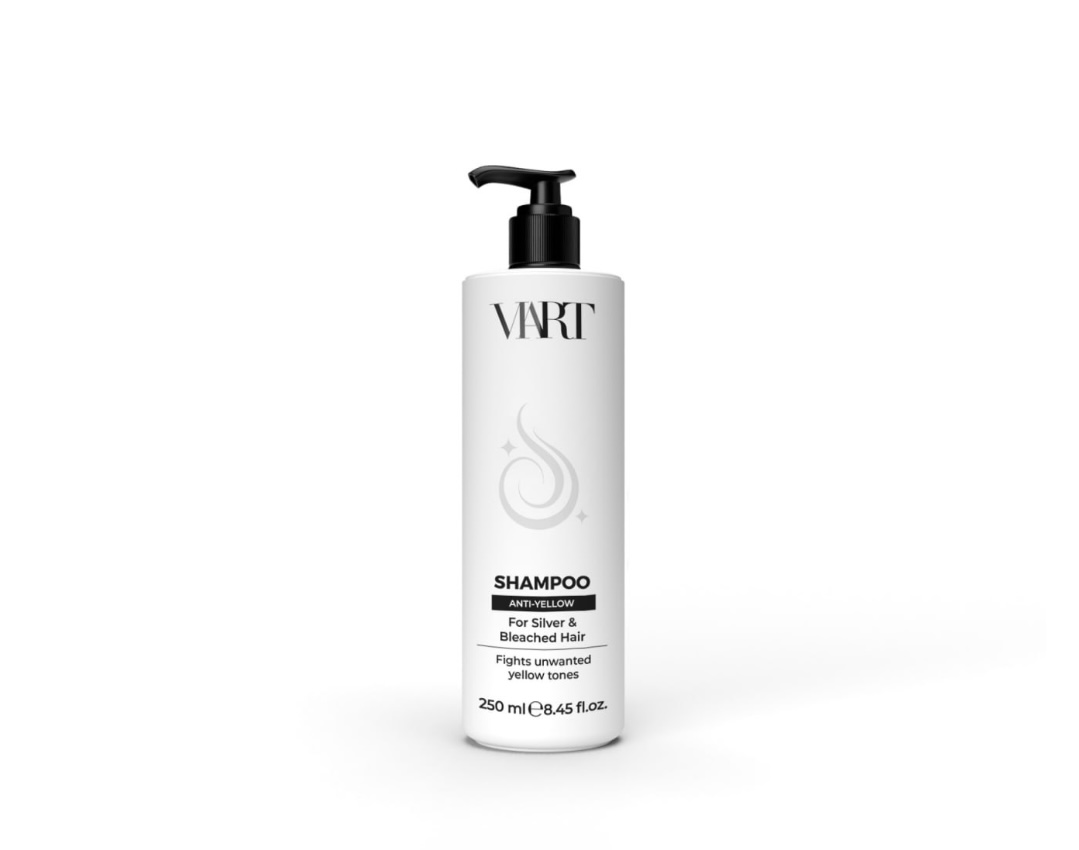 VIART
SHAMPOO
ANTI-YELLOW
For Silver &
Bleached Hair
Fights unwanted
yellow tones
250 ml ℮ 8.45 fl.oz.